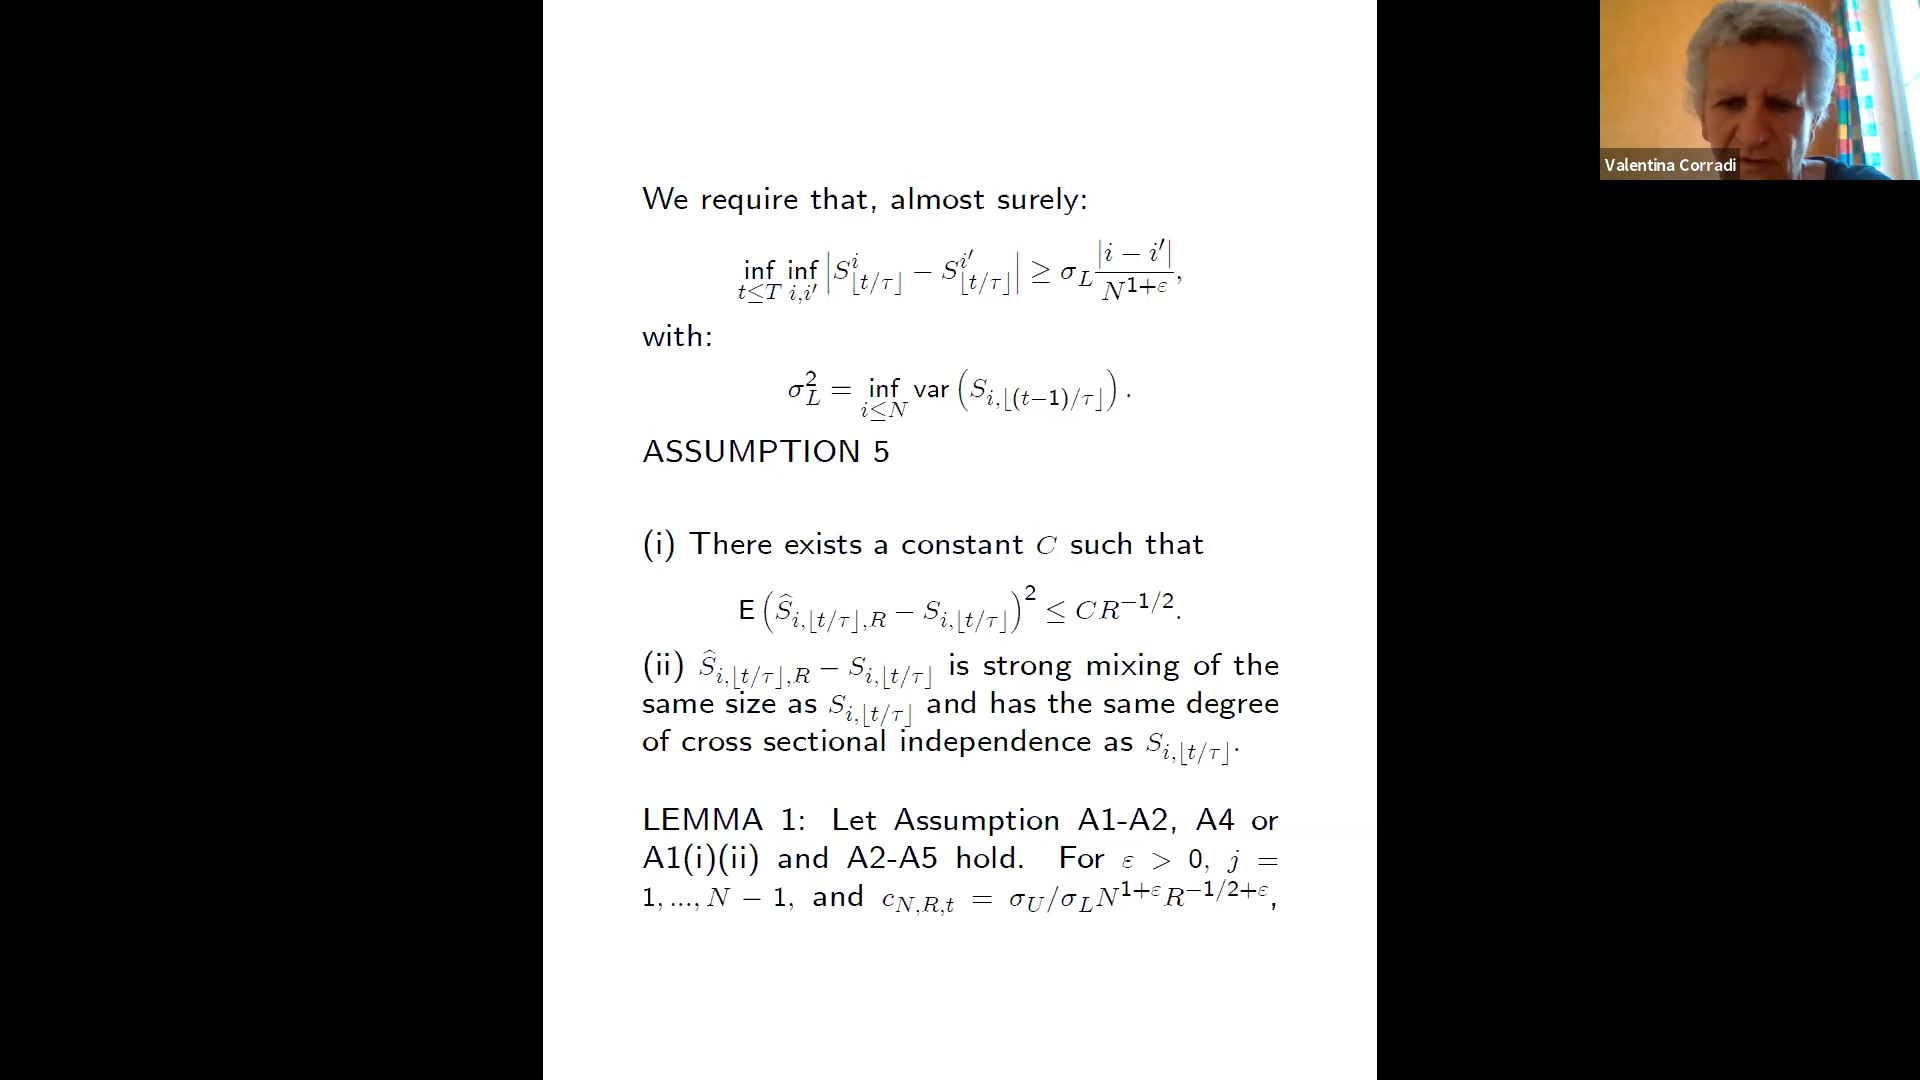 We require that, almost surely:
inf_{t≤T} inf_{i,i′} |S^i_{⌊t/τ⌋} − S^{i′}_{⌊t/τ⌋}| ≥ σ_L |i − i′| / N^{1+ε},
with:
σ²_L = inf_{i≤N} var (S_{i,⌊(t−1)/τ⌋}).
ASSUMPTION 5
(i) There exists a constant C such that
E (Ŝ_{i,⌊t/τ⌋,R} − S_{i,⌊t/τ⌋})² ≤ CR^{−1/2}.
(ii) Ŝ_{i,⌊t/τ⌋,R} − S_{i,⌊t/τ⌋} is strong mixing of the
same size as S_{i,⌊t/τ⌋} and has the same degree
of cross sectional independence as S_{i,⌊t/τ⌋}.
LEMMA 1: Let Assumption A1-A2, A4 or
A1(i)(ii) and A2-A5 hold. For ε > 0, j =
1, ..., N − 1, and c_{N,R,t} = σ_U/σ_L N^{1+ε} R^{−1/2+ε},
Valentina Corradi